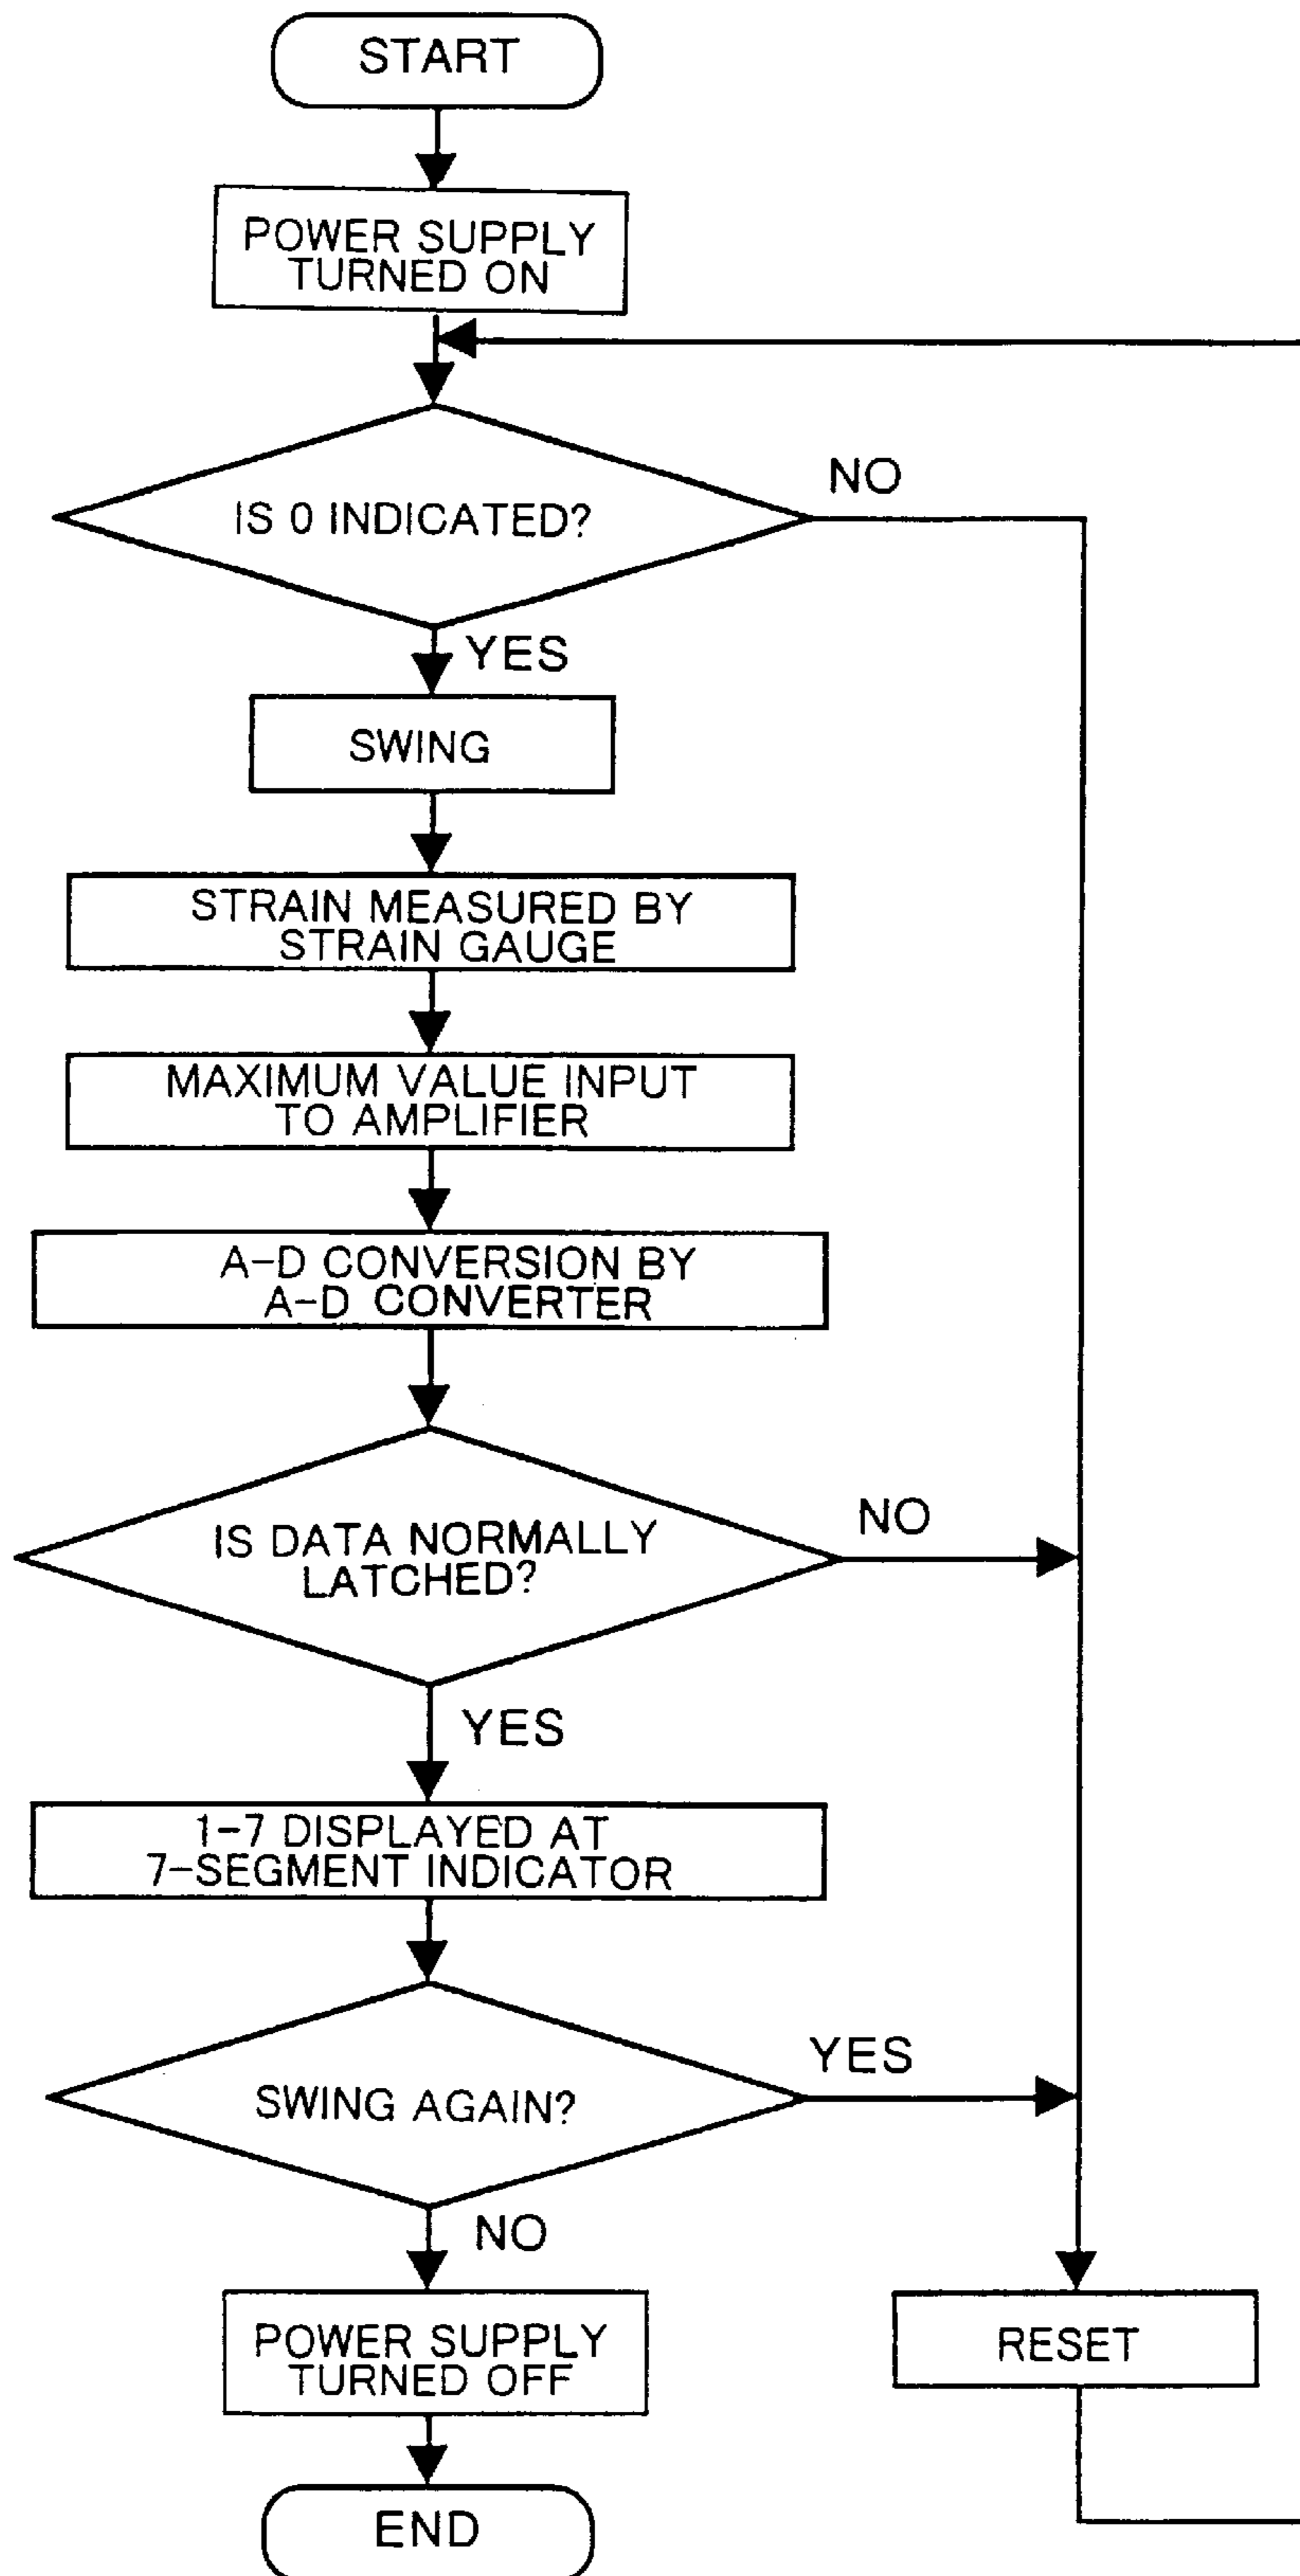 START
POWER SUPPLY
TURNED ON
IS 0 INDICATED?
NO
YES
SWING
STRAIN MEASURED BY
STRAIN GAUGE
MAXIMUM VALUE INPUT
TO AMPLIFIER
A-D CONVERSION BY
A-D CONVERTER
IS DATA NORMALLY
LATCHED?
NO
YES
1-7 DISPLAYED AT
7-SEGMENT INDICATOR
SWING AGAIN?
YES
NO
POWER SUPPLY
TURNED OFF
RESET
END